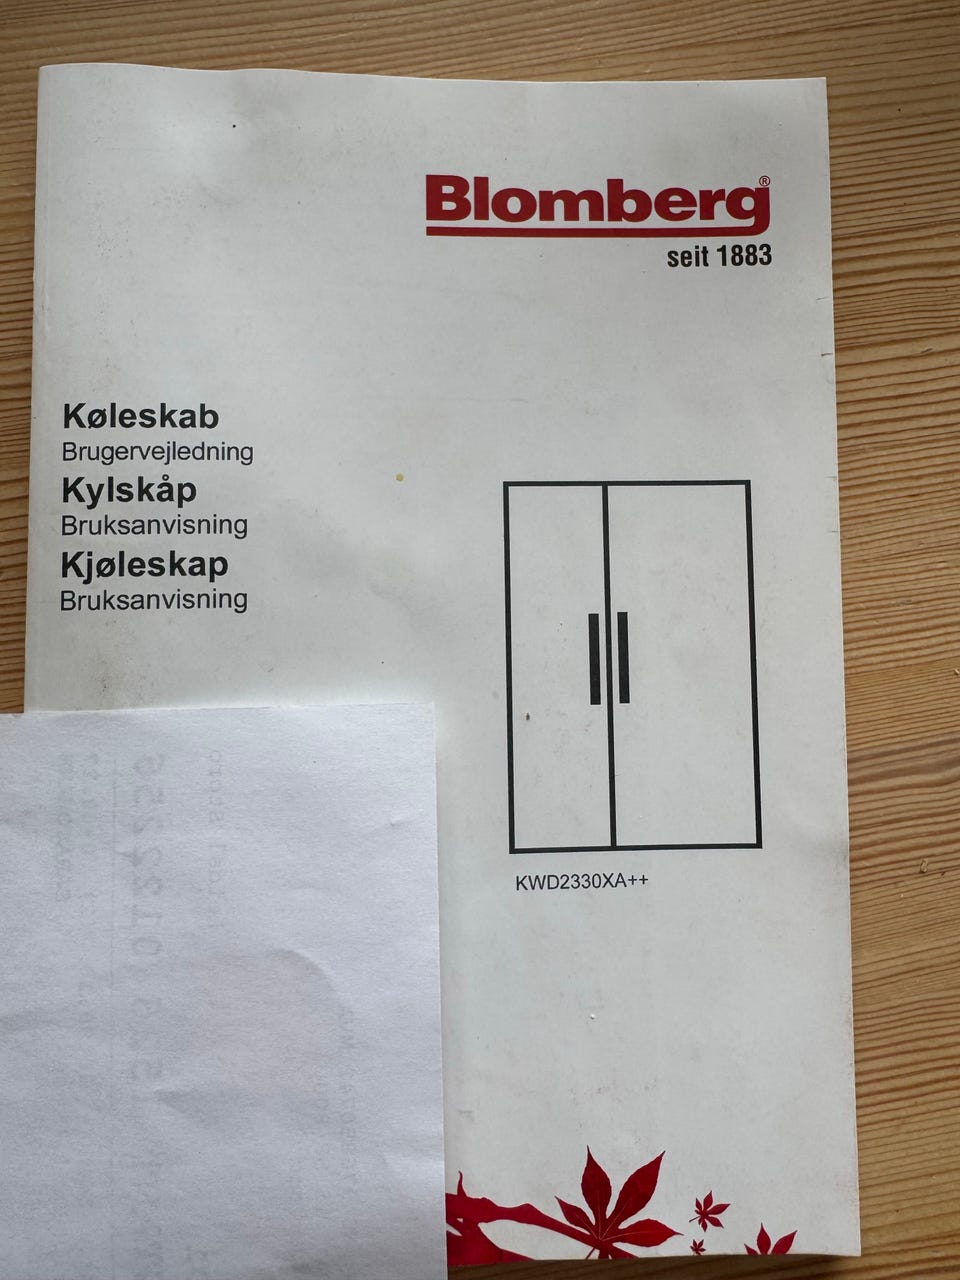 Blomberg®
seit 1883
Køleskab
Brugervejledning
Kylskåp
Bruksanvisning
Kjøleskap
Bruksanvisning
KWD2330XA++